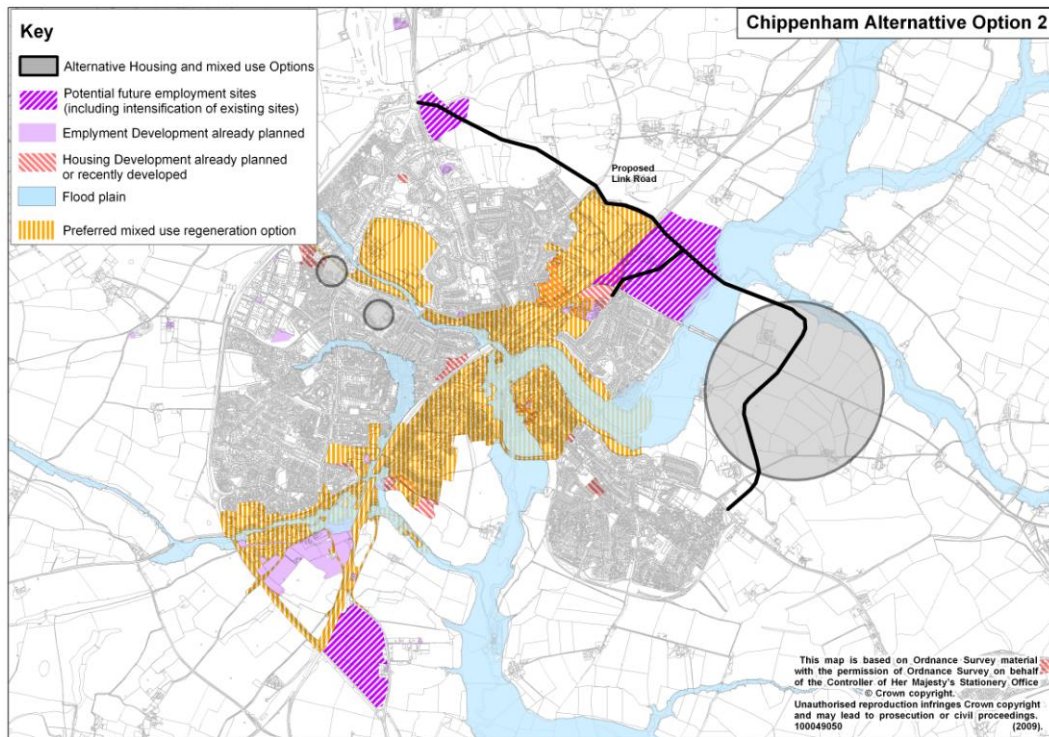 Chippenham Alternattive Option 2
Key
Alternative Housing and mixed use Options
Potential future employment sites
(including intensification of existing sites)
Emplyment Development already planned
Housing Development already planned
or recently developed
Flood plain
Preferred mixed use regeneration option
Proposed
Link Road
This map is based on Ordnance Survey material
with the permission of Ordnance Survey on behalf
of the Controller of Her Majesty's Stationery Office
© Crown copyright.
Unauthorised reproduction infringes Crown copyright
and may lead to prosecution or civil proceedings.
100049050 (2009).